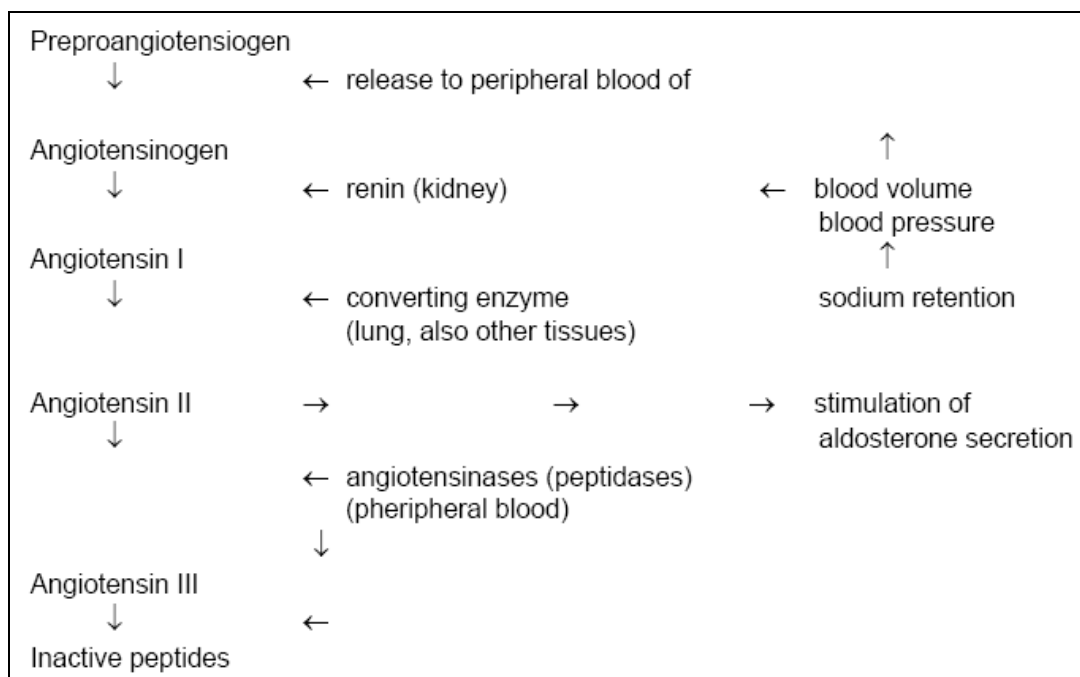 Preproangiotensiogen
↓ ← release to peripheral blood of
Angiotensinogen ↑
↓ ← renin (kidney) ← blood volume
blood pressure
Angiotensin I ↑
↓ ← converting enzyme sodium retention
(lung, also other tissues)
Angiotensin II → → → stimulation of
↓ aldosterone secretion
← angiotensinases (peptidases)
(pheripheral blood)
↓
Angiotensin III
↓ ←
Inactive peptides